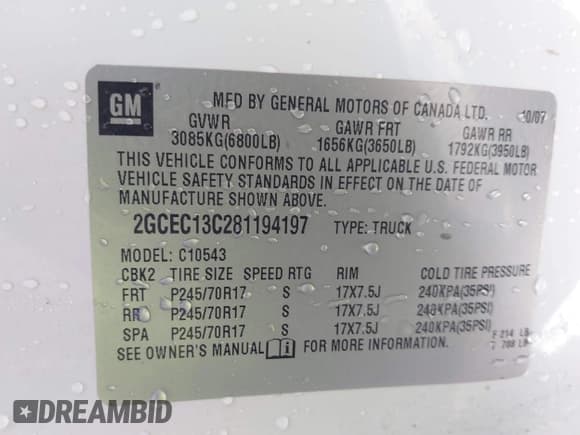 GM
MFD BY GENERAL MOTORS OF CANADA LTD. 10/07
GVWR GAWR FRT GAWR RR
3085KG(6800LB) 1656KG(3650LB) 1792KG(3950LB)
THIS VEHICLE CONFORMS TO ALL APPLICABLE U.S. FEDERAL MOTOR
VEHICLE SAFETY STANDARDS IN EFFECT ON THE DATE OF
MANUFACTURE SHOWN ABOVE.
2GCEC13C281194197 TYPE: TRUCK
MODEL: C10543
CBK2 TIRE SIZE SPEED RTG RIM COLD TIRE PRESSURE
FRT P245/70R17 S 17X7.5J 240KPA(35PSI)
RR P245/70R17 S 17X7.5J 240KPA(35PSI)
SPA P245/70R17 S 17X7.5J 240KPA(35PSI)
SEE OWNER'S MANUAL FOR MORE INFORMATION.
DREAMBID